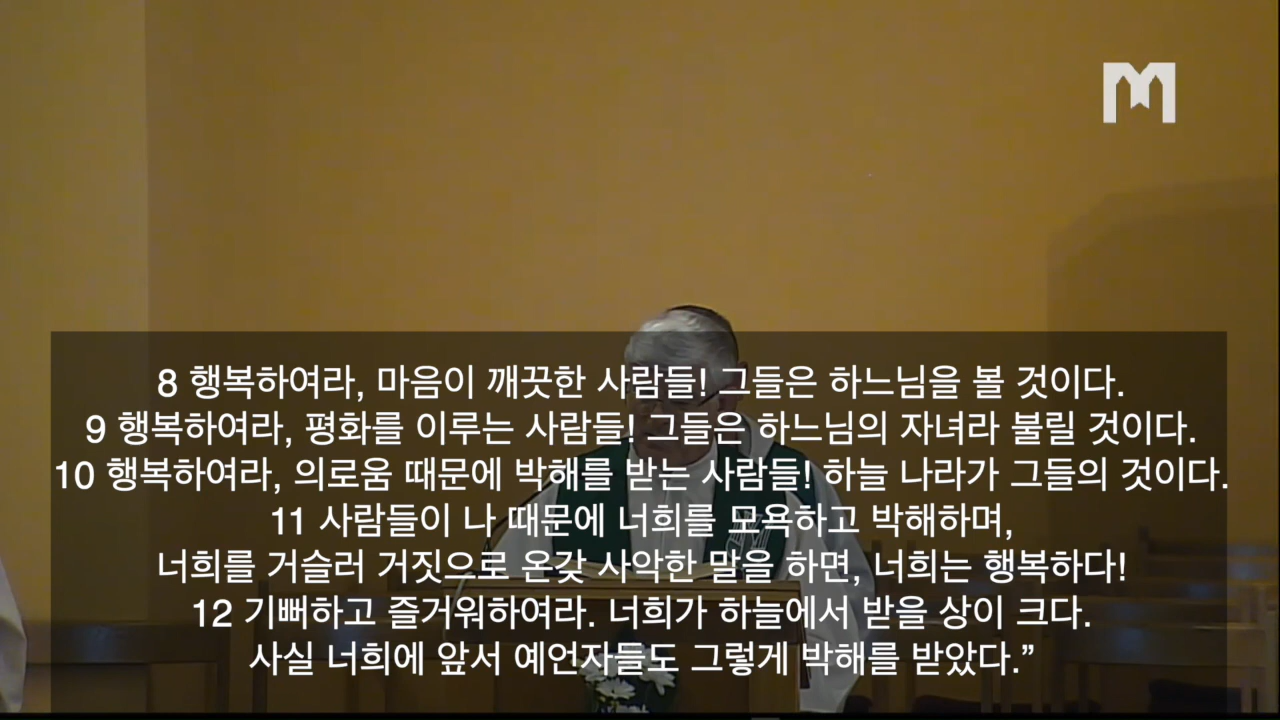 8 행복하여라, 마음이 깨끗한 사람들! 그들은 하느님을 볼 것이다.
9 행복하여라, 평화를 이루는 사람들! 그들은 하느님의 자녀라 불릴 것이다.
10 행복하여라, 의로움 때문에 박해를 받는 사람들! 하늘 나라가 그들의 것이다.
11 사람들이 나 때문에 너희를 모욕하고 박해하며,
너희를 거슬러 거짓으로 온갖 사악한 말을 하면, 너희는 행복하다!
12 기뻐하고 즐거워하여라. 너희가 하늘에서 받을 상이 크다.
사실 너희에 앞서 예언자들도 그렇게 박해를 받았다.”